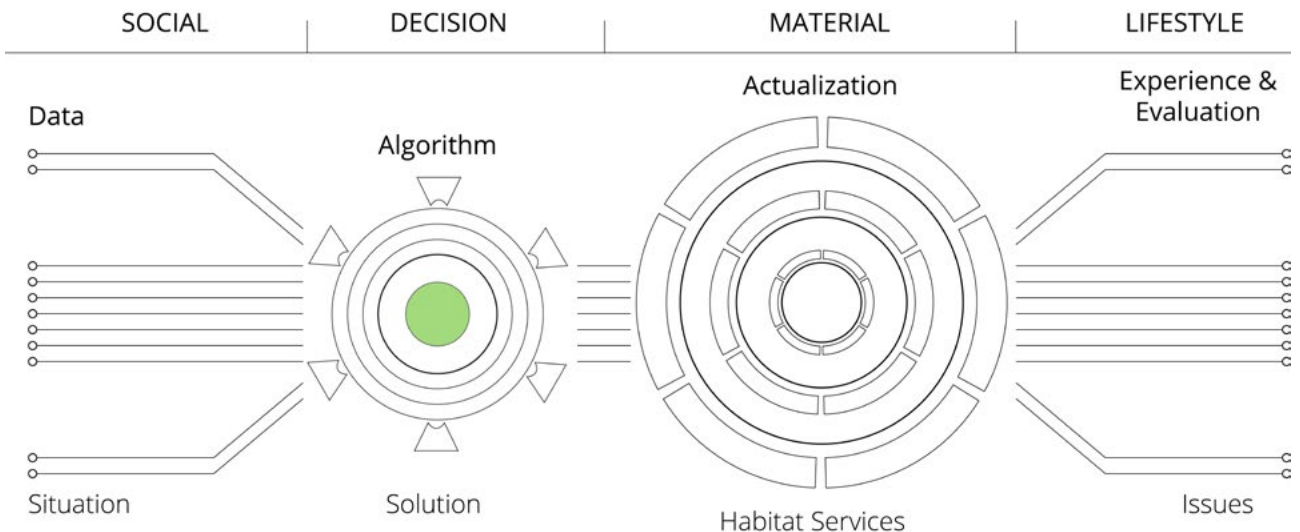 SOCIAL
DECISION
MATERIAL
LIFESTYLE
Data
Algorithm
Actualization
Experience &
Evaluation
Situation
Solution
Habitat Services
Issues